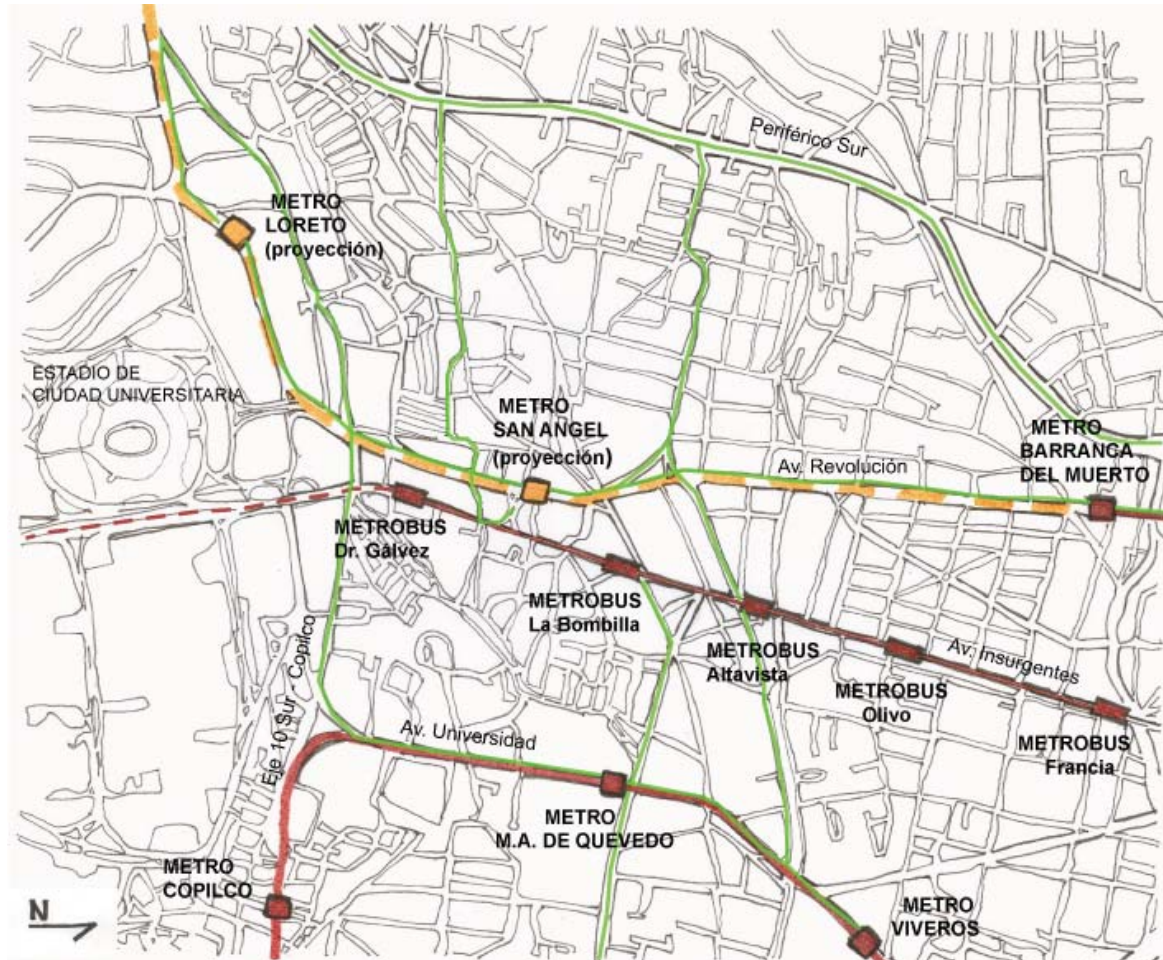 Periférico Sur
METRO
LORETO
(proyección)
ESTADIO DE
CIUDAD UNIVERSITARIA
METRO
SAN ANGEL
(proyección)
METRO
BARRANCA
DEL MUERTO
Av. Revolución
METROBUS
Dr. Gálvez
METROBUS
La Bombilla
METROBUS
Altavista
Av. Insurgentes
METROBUS
Olivo
METROBUS
Francia
Eje 10 Sur - Copilco
Av. Universidad
METRO
M.A. DE QUEVEDO
METRO
COPILCO
METRO
VIVEROS
N